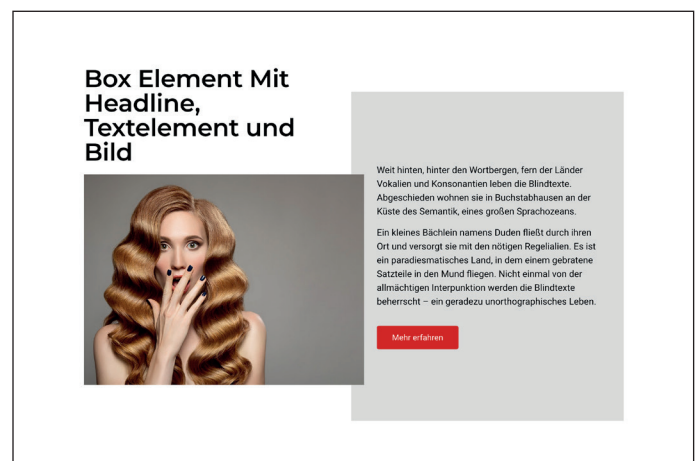 Box Element Mit
Headline,
Textelement und
Bild
Weit hinten, hinter den Wortbergen, fern der Länder
Vokalien und Konsonantien leben die Blindtexte.
Abgeschieden wohnen sie in Buchstabhausen an der
Küste des Semantik, eines großen Sprachozeans.
Ein kleines Bächlein namens Duden fließt durch ihren
Ort und versorgt sie mit den nötigen Regelialien. Es ist
ein paradiesmatisches Land, in dem einem gebratene
Satzteile in den Mund fliegen. Nicht einmal von der
allmächtigen Interpunktion werden die Blindtexte
beherrscht – ein geradezu unorthographisches Leben.
Mehr erfahren